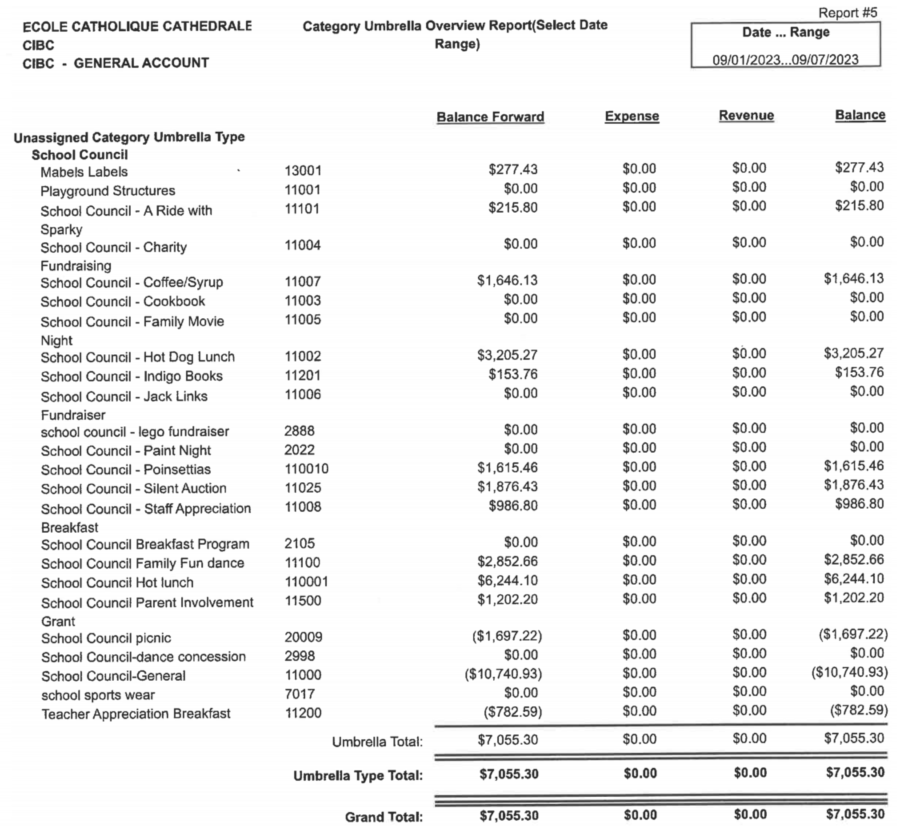 Report #5
ECOLE CATHOLIQUE CATHEDRALE
CIBC
CIBC - GENERAL ACCOUNT
Category Umbrella Overview Report(Select Date
Range)
Date ... Range
09/01/2023...09/07/2023
Balance Forward Expense Revenue Balance
Unassigned Category Umbrella Type
School Council
Mabels Labels 13001 $277.43 $0.00 $0.00 $277.43
Playground Structures 11001 $0.00 $0.00 $0.00 $0.00
School Council - A Ride with 11101 $215.80 $0.00 $0.00 $215.80
Sparky
School Council - Charity 11004 $0.00 $0.00 $0.00 $0.00
Fundraising
School Council - Coffee/Syrup 11007 $1,646.13 $0.00 $0.00 $1,646.13
School Council - Cookbook 11003 $0.00 $0.00 $0.00 $0.00
School Council - Family Movie 11005 $0.00 $0.00 $0.00 $0.00
Night
School Council - Hot Dog Lunch 11002 $3,205.27 $0.00 $0.00 $3,205.27
School Council - Indigo Books 11201 $153.76 $0.00 $0.00 $153.76
School Council - Jack Links 11006 $0.00 $0.00 $0.00 $0.00
Fundraiser
school council - lego fundraiser 2888 $0.00 $0.00 $0.00 $0.00
School Council - Paint Night 2022 $0.00 $0.00 $0.00 $0.00
School Council - Poinsettias 110010 $1,615.46 $0.00 $0.00 $1,615.46
School Council - Silent Auction 11025 $1,876.43 $0.00 $0.00 $1,876.43
School Council - Staff Appreciation 11008 $986.80 $0.00 $0.00 $986.80
Breakfast
School Council Breakfast Program 2105 $0.00 $0.00 $0.00 $0.00
School Council Family Fun dance 11100 $2,852.66 $0.00 $0.00 $2,852.66
School Council Hot lunch 110001 $6,244.10 $0.00 $0.00 $6,244.10
School Council Parent Involvement 11500 $1,202.20 $0.00 $0.00 $1,202.20
Grant
School Council picnic 20009 ($1,697.22) $0.00 $0.00 ($1,697.22)
School Council-dance concession 2998 $0.00 $0.00 $0.00 $0.00
School Council-General 11000 ($10,740.93) $0.00 $0.00 ($10,740.93)
school sports wear 7017 $0.00 $0.00 $0.00 $0.00
Teacher Appreciation Breakfast 11200 ($782.59) $0.00 $0.00 ($782.59)
Umbrella Total: $7,055.30 $0.00 $0.00 $7,055.30
Umbrella Type Total: $7,055.30 $0.00 $0.00 $7,055.30
Grand Total: $7,055.30 $0.00 $0.00 $7,055.30